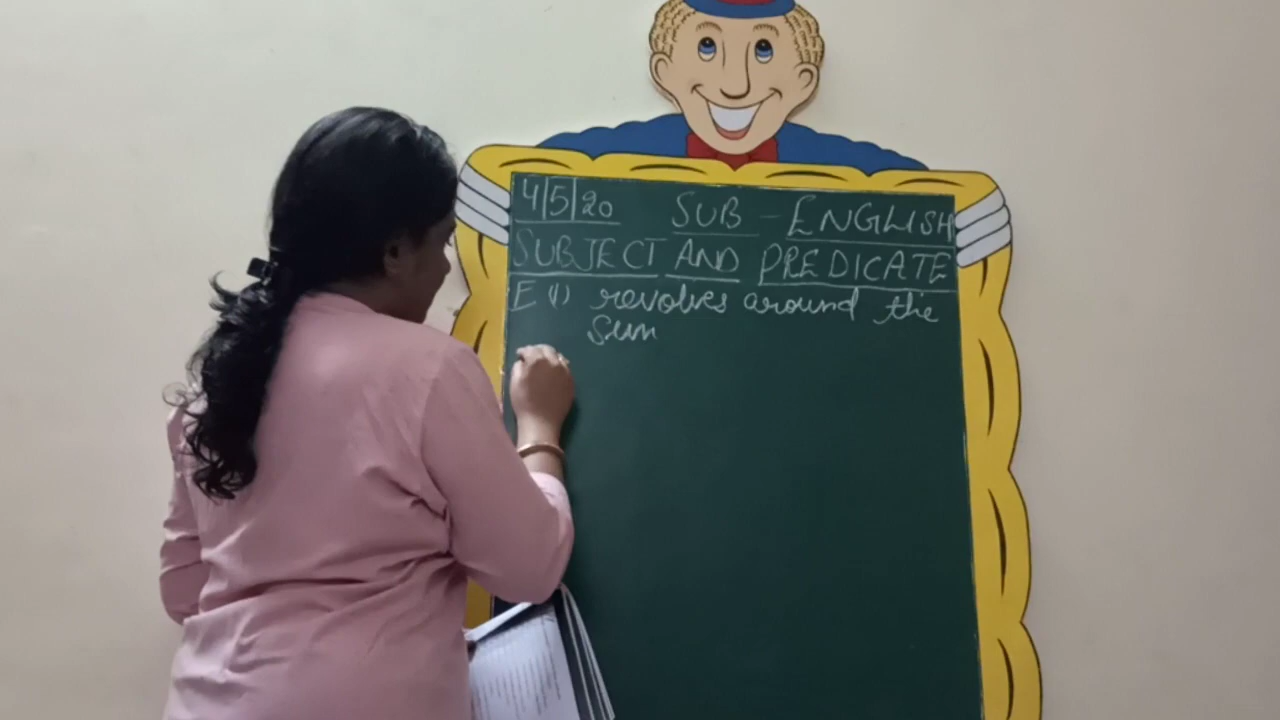 4/5/20 SUB - ENGLISH
SUBJECT AND PREDICATE
E (1) revolves around the
Sun